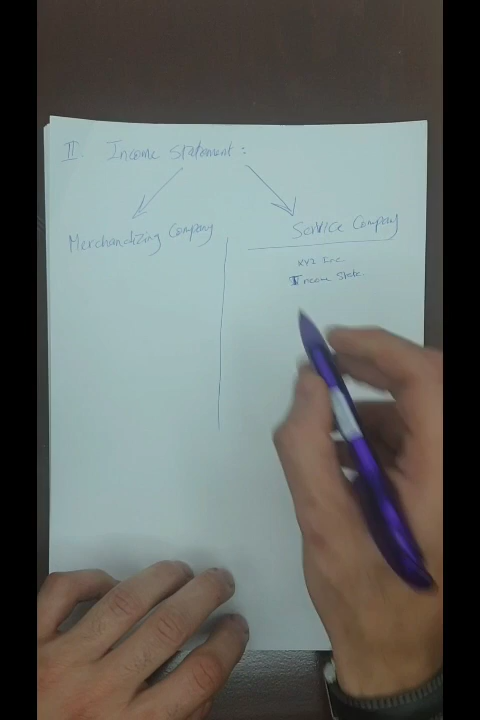 II. Income Statement:
Merchandizing Company
Service Company
XYZ Inc.
Income State